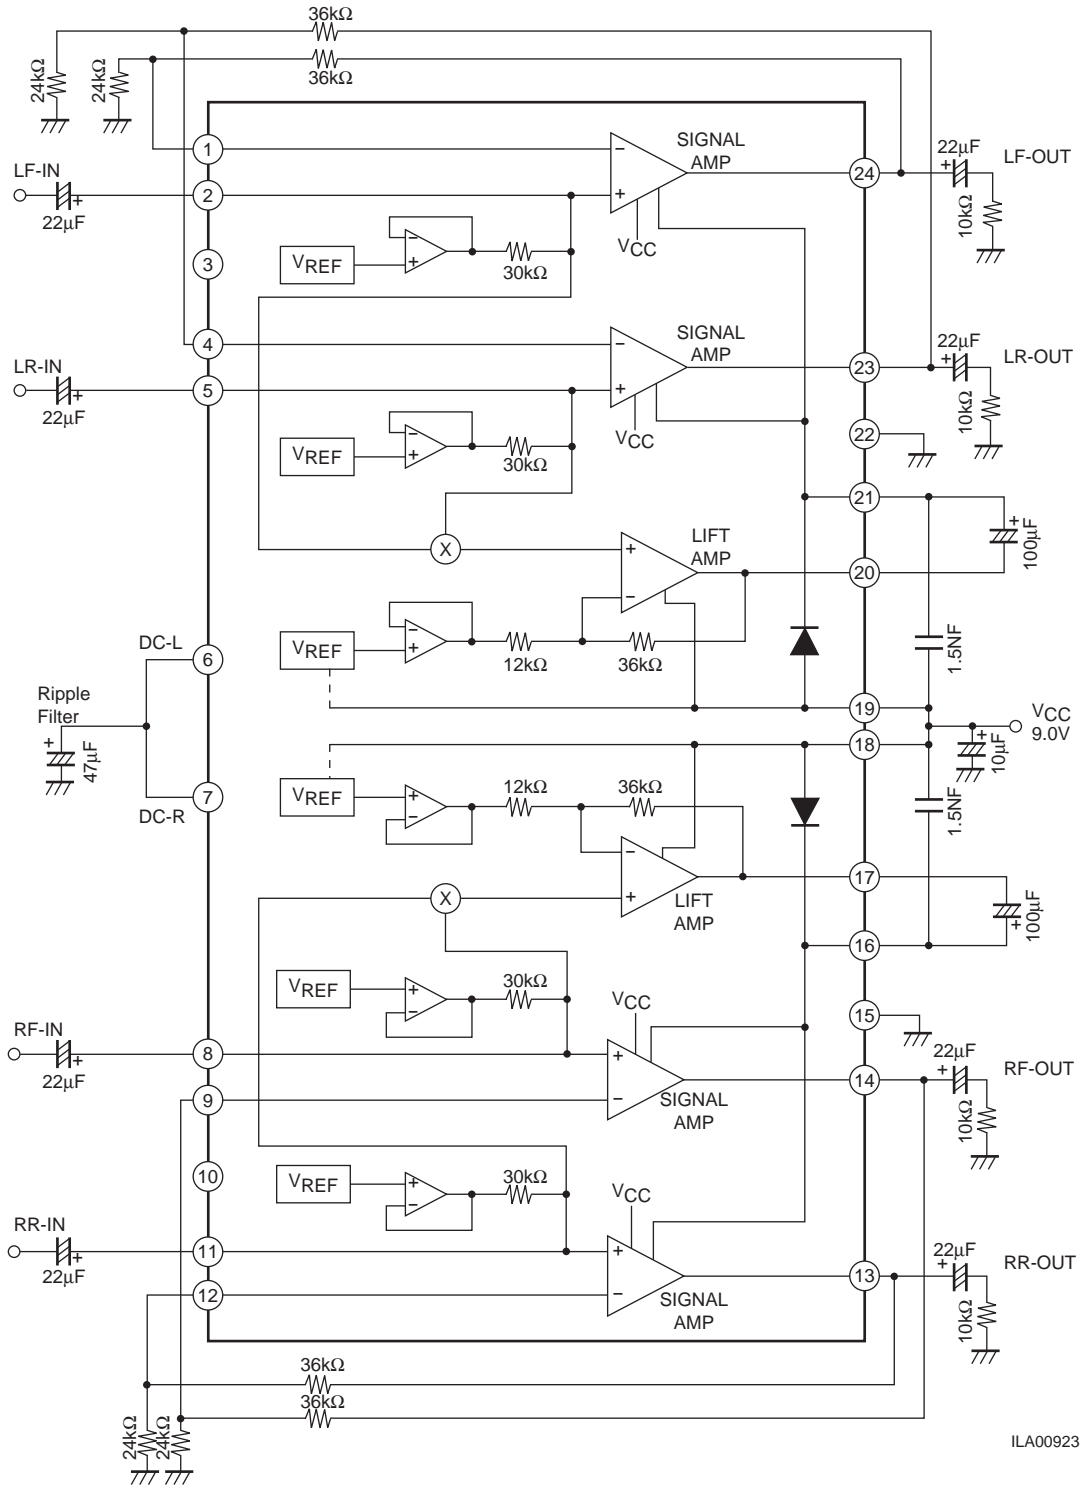 36kΩ
36kΩ
24kΩ
24kΩ
1
SIGNAL
AMP
22µF
LF-OUT
LF-IN
24
2
22µF
10kΩ
VCC
3
VREF
30kΩ
4
SIGNAL
AMP
22µF
LR-OUT
LR-IN
23
5
22µF
10kΩ
VCC
22
VREF
30kΩ
21
X
LIFT
AMP
100µF
20
DC-L
6
VREF
12kΩ
36kΩ
1.5NF
Ripple
Filter
19
VCC
9.0V
47µF
18
10µF
7
DC-R
VREF
12kΩ
36kΩ
1.5NF
17
X
LIFT
AMP
100µF
16
VREF
30kΩ
VCC
15
RF-IN
8
22µF
22µF
RF-OUT
14
9
SIGNAL
AMP
10kΩ
10
VREF
30kΩ
VCC
RR-IN
11
22µF
22µF
RR-OUT
13
12
SIGNAL
AMP
10kΩ
36kΩ
36kΩ
24kΩ
24kΩ
ILA00923